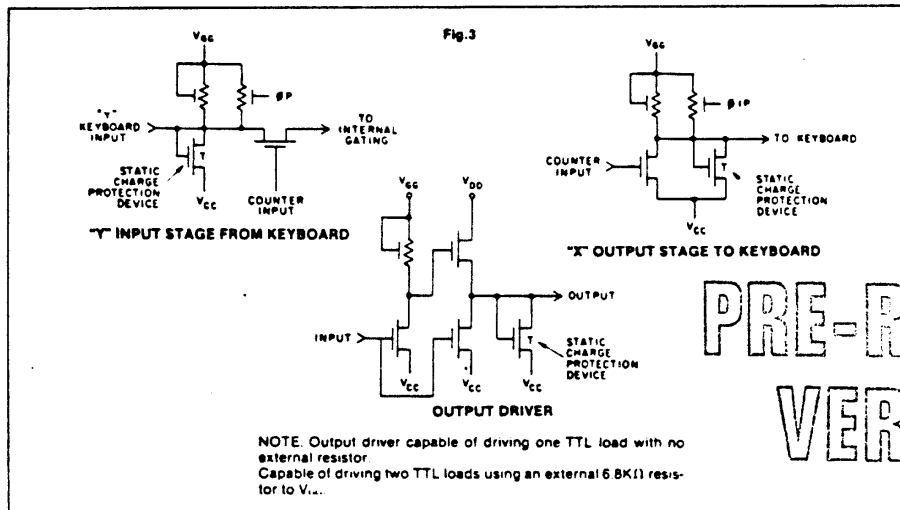 Fig.3
VGG
ØP
"Y"
KEYBOARD
INPUT
TO
INTERNAL
GATING
T
STATIC
CHARGE
PROTECTION
DEVICE
VCC
COUNTER
INPUT
"Y" INPUT STAGE FROM KEYBOARD
VGG
Ø1P
TO KEYBOARD
COUNTER
INPUT
T
STATIC
CHARGE
PROTECTION
DEVICE
VCC
"X" OUTPUT STAGE TO KEYBOARD
VGG
VDD
OUTPUT
INPUT
T
STATIC
CHARGE
PROTECTION
DEVICE
VCC
VCC
VCC
OUTPUT DRIVER
NOTE: Output driver capable of driving one TTL load with no
external resistor.
Capable of driving two TTL loads using an external 6.8KΩ resis-
tor to
PRE-R
VER